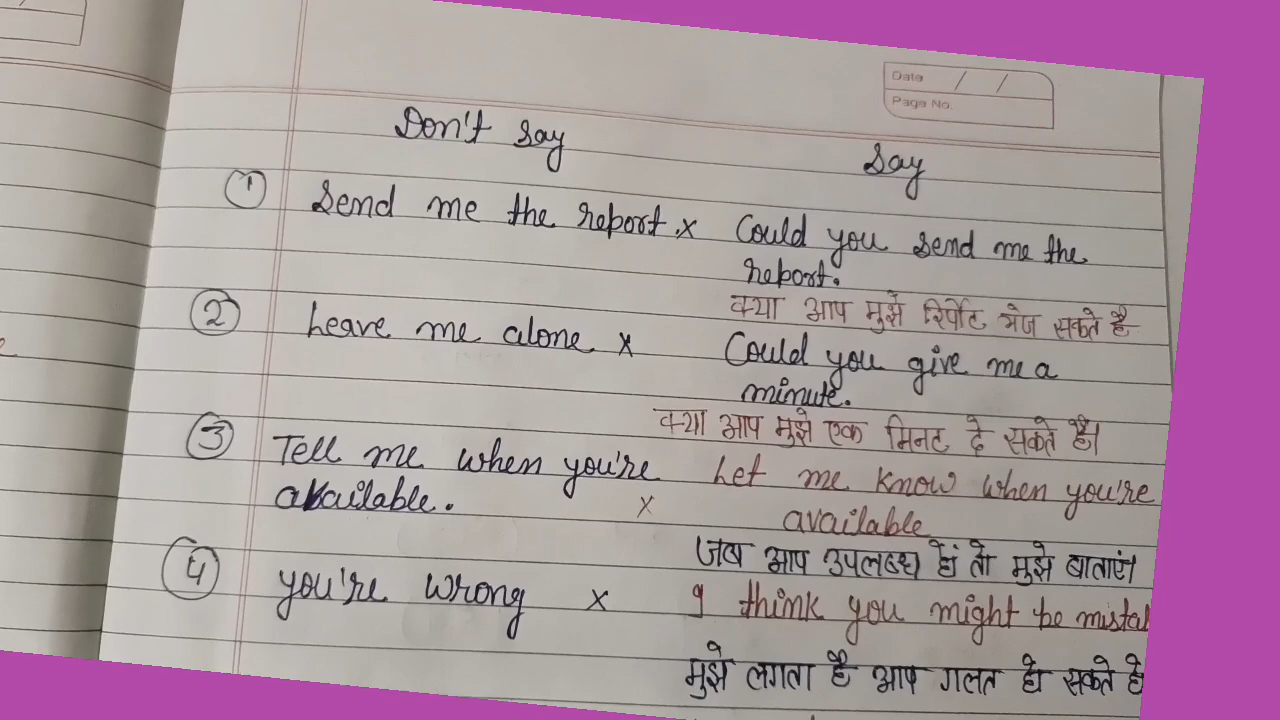 Date / /
Page No.
Don't say
Say
① Send me the report. x Could you send me the
report.
क्या आप मुझे रिर्पोट भेज सकते है
② Leave me alone x Could you give me a
minute.
क्या आप मुझे एक मिनट दे सकते है।
③ Tell me when you're Let me know when you're
available. x available
जब आप उपलब्ध हों तो मुझे बाताएं।
④ you're wrong x I think you might be mistak
मुझे लगता है आप गलत हो सकते है